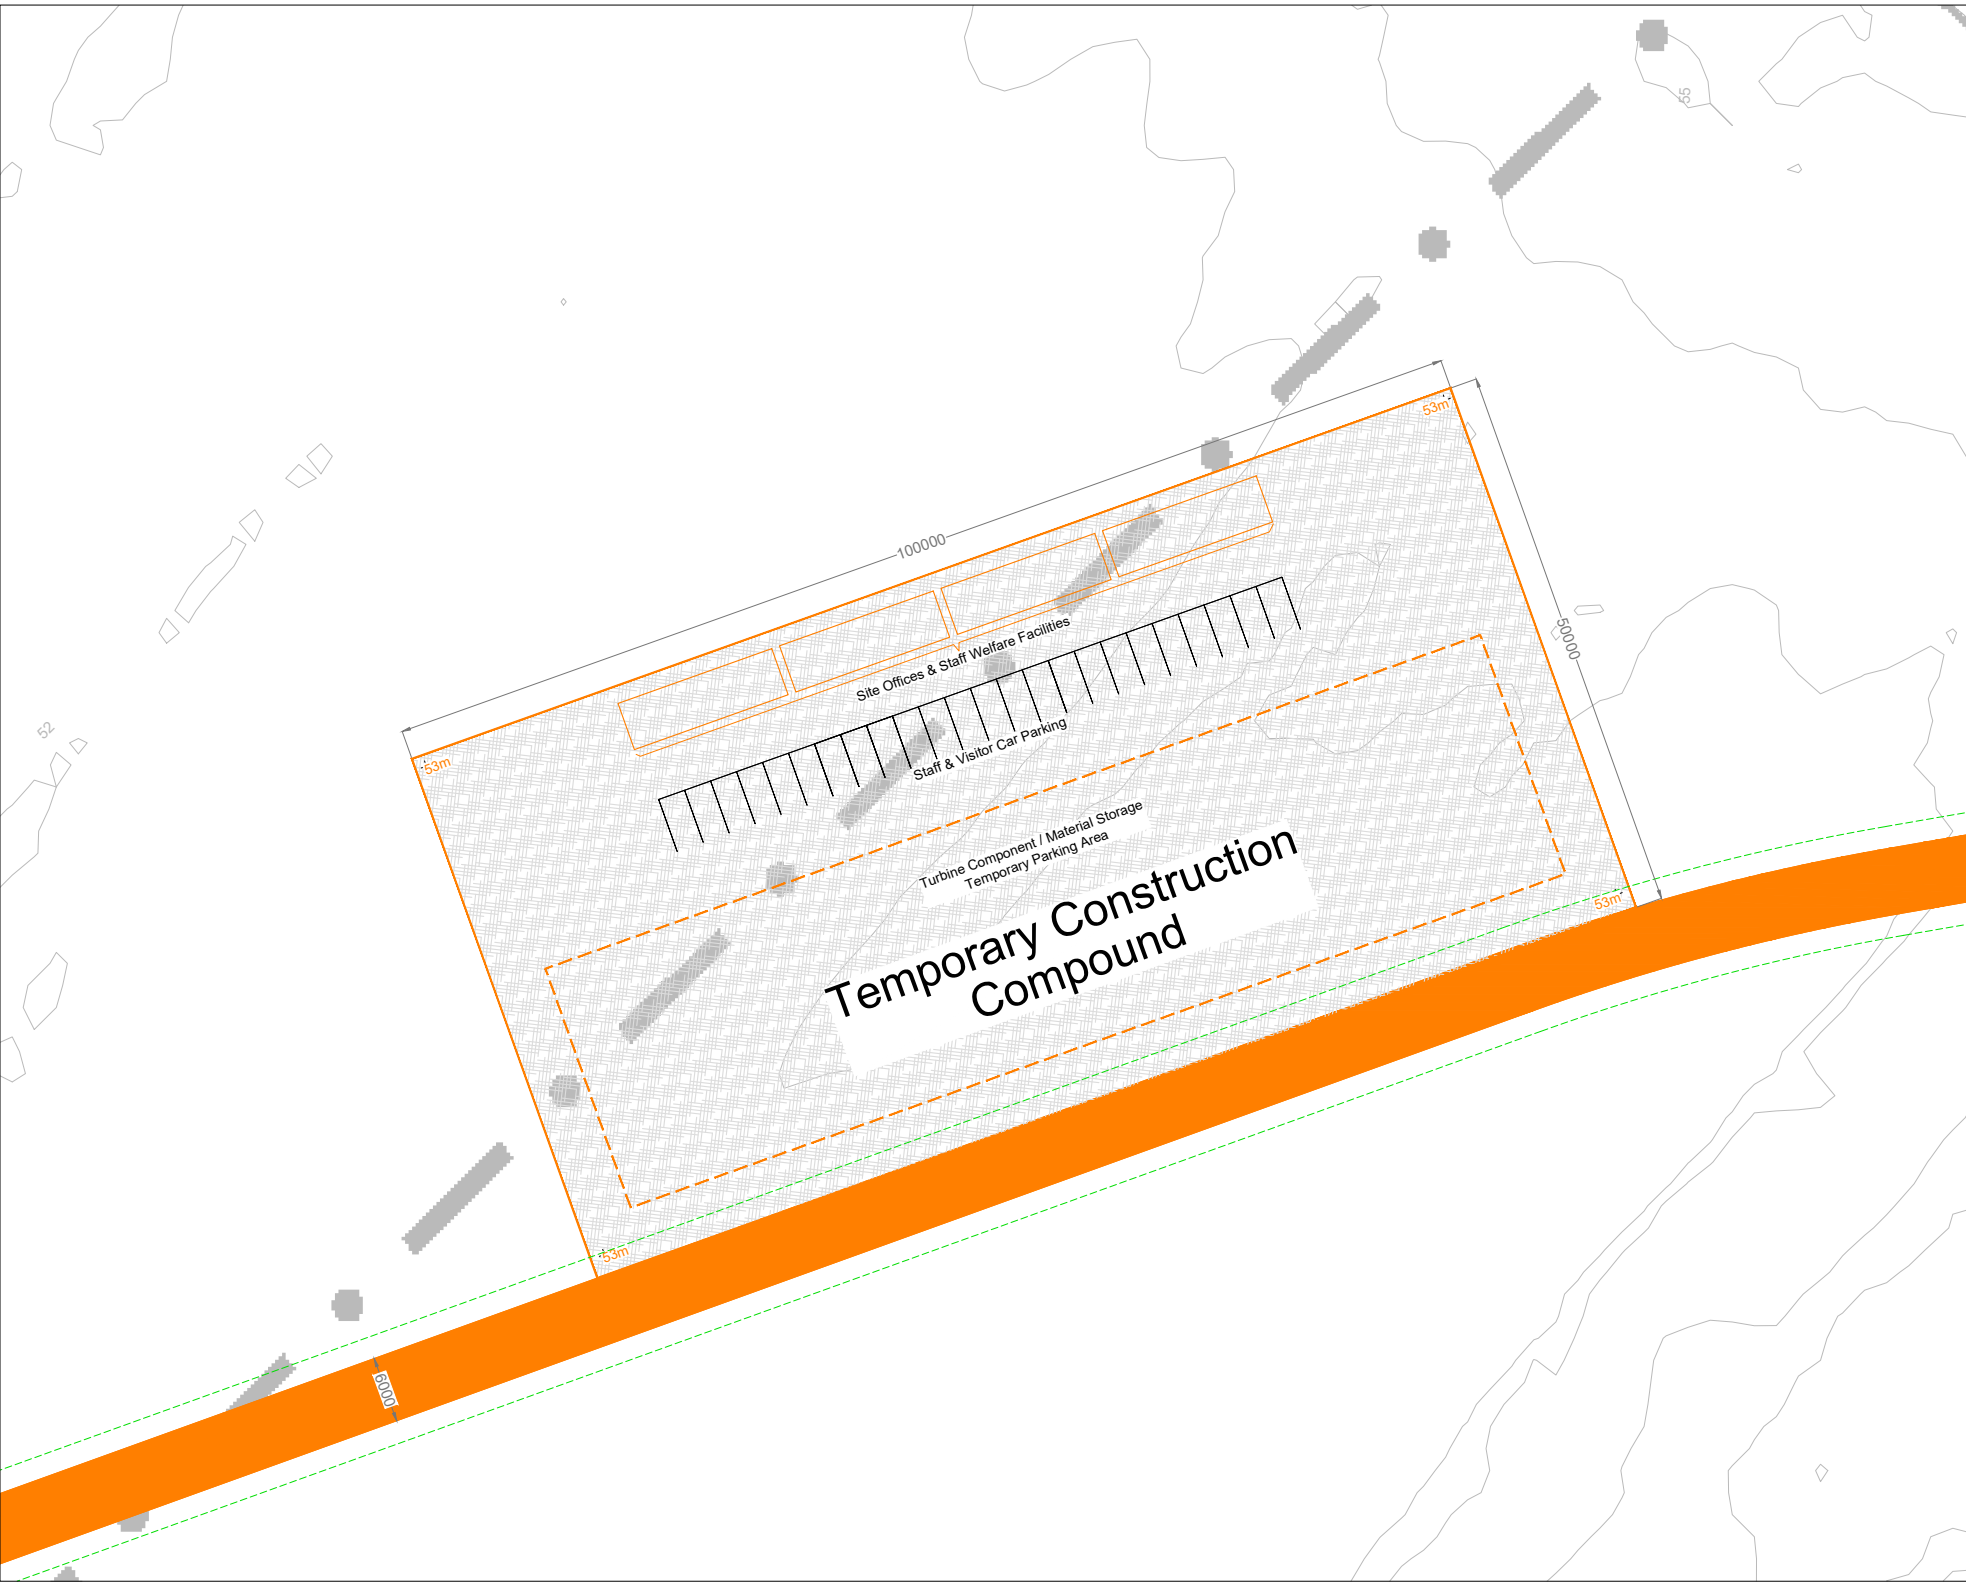 55
53m
100000
50000
Site Offices & Staff Welfare Facilities
52
53m
Staff & Visitor Car Parking
Turbine Component / Material Storage
Temporary Parking Area
Temporary Construction
Compound
53m
53m
6000